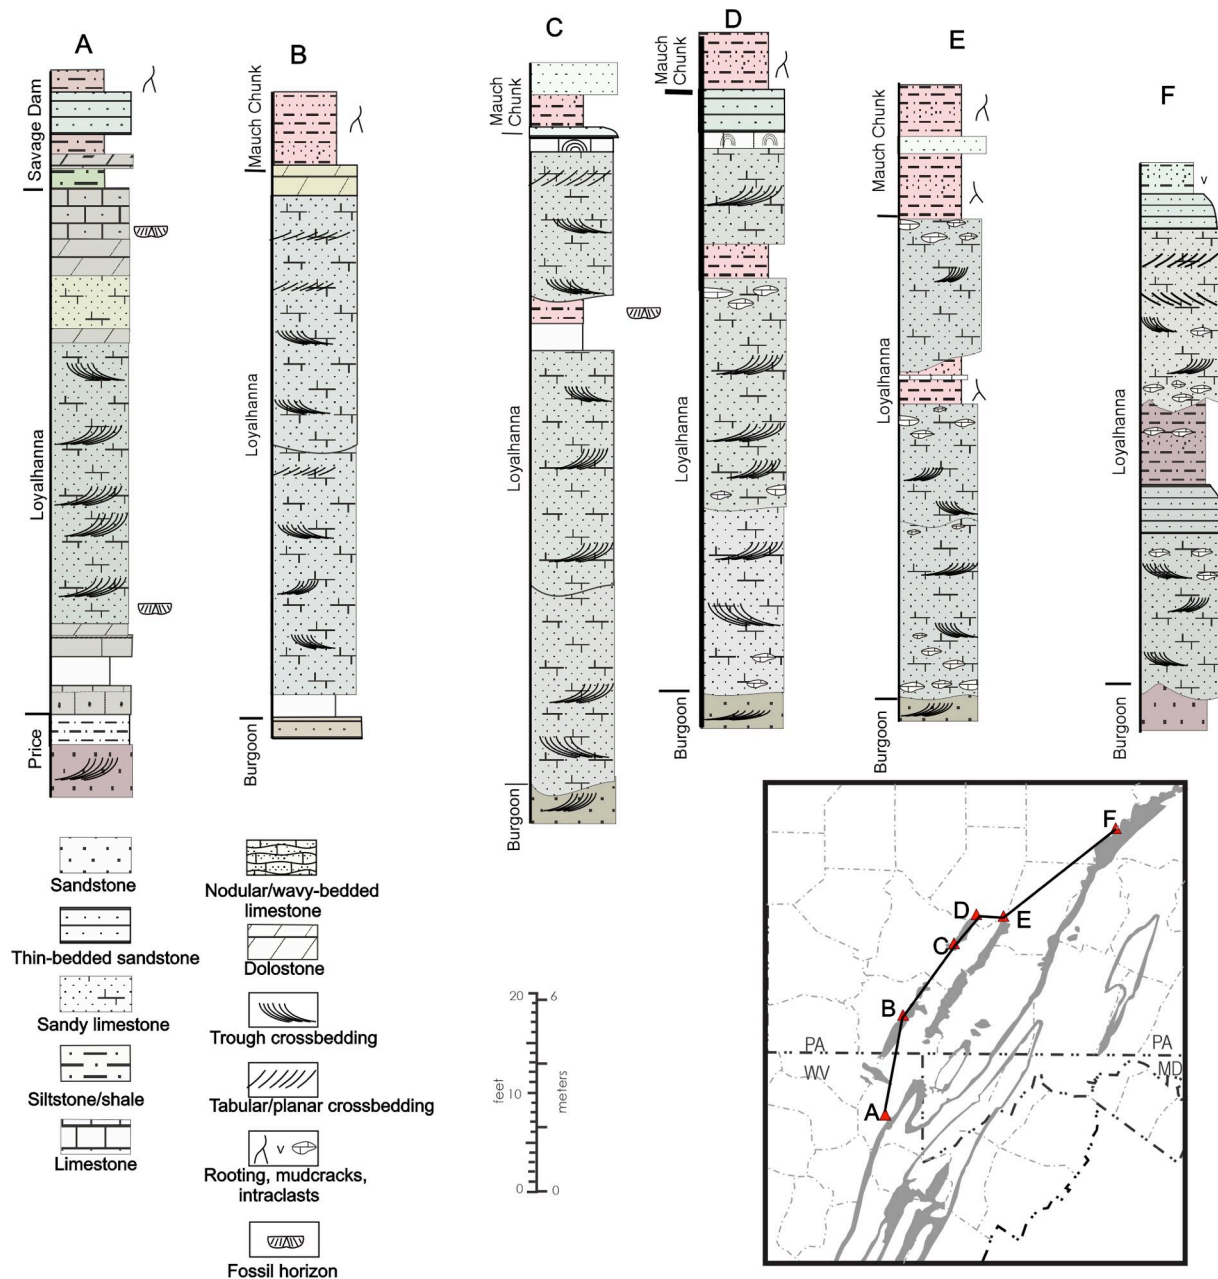 A
Savage Dam
Loyalhanna
Price
B
Mauch Chunk
Loyalhanna
Burgoon
C
Mauch
Chunk
Loyalhanna
Burgoon
D
Mauch
Chunk
Loyalhanna
Burgoon
E
Mauch Chunk
Loyalhanna
Burgoon
F
v
Loyalhanna
Burgoon
Sandstone
Thin-bedded sandstone
Sandy limestone
Siltstone/shale
Limestone
Nodular/wavy-bedded
limestone
Dolostone
Trough crossbedding
Tabular/planar crossbedding
v
Rooting, mudcracks,
intraclasts
Fossil horizon
20
6
feet
10
meters
0
0
F
D
E
C
B
PA
PA
WV
MD
A